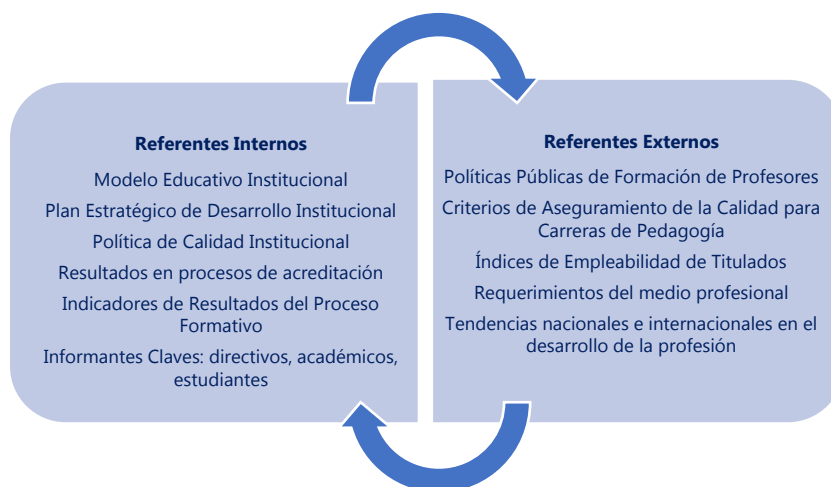 Referentes Internos
Modelo Educativo Institucional
Plan Estratégico de Desarrollo Institucional
Política de Calidad Institucional
Resultados en procesos de acreditación
Indicadores de Resultados del Proceso
Formativo
Informantes Claves: directivos, académicos,
estudiantes
Referentes Externos
Políticas Públicas de Formación de Profesores
Criterios de Aseguramiento de la Calidad para
Carreras de Pedagogía
Índices de Empleabilidad de Titulados
Requerimientos del medio profesional
Tendencias nacionales e internacionales en el
desarrollo de la profesión